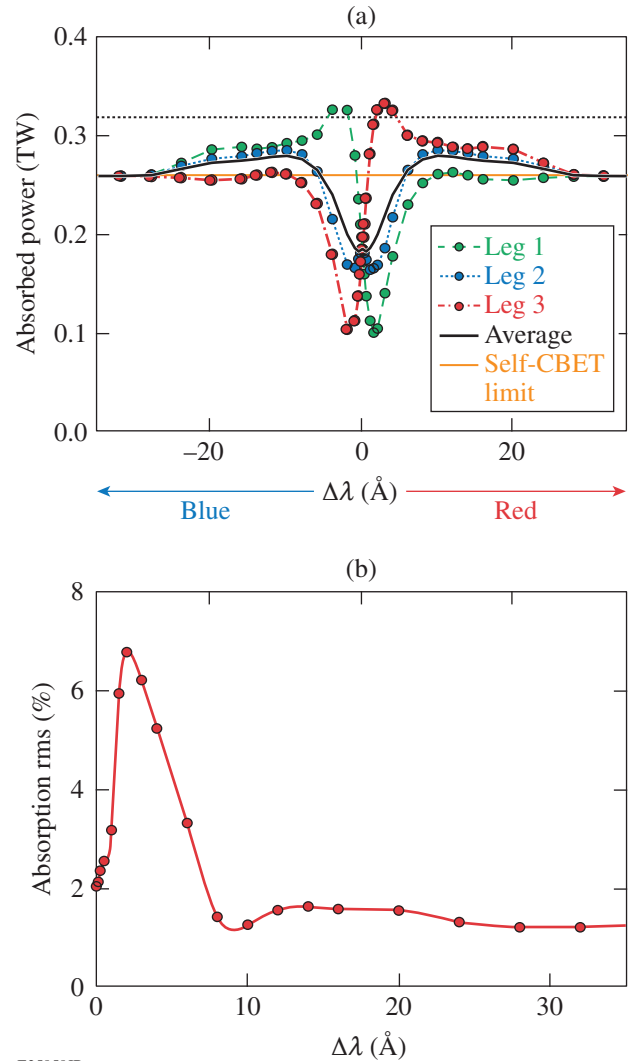 (a)
0.4
0.3
0.2
0.1
0.0
Absorbed power (TW)
Leg 1
Leg 2
Leg 3
Average
Self-CBET
limit
−20 0 20
Δλ (Å)
Blue Red
(b)
8
6
4
2
0
Absorption rms (%)
0 10 20 30
Δλ (Å)